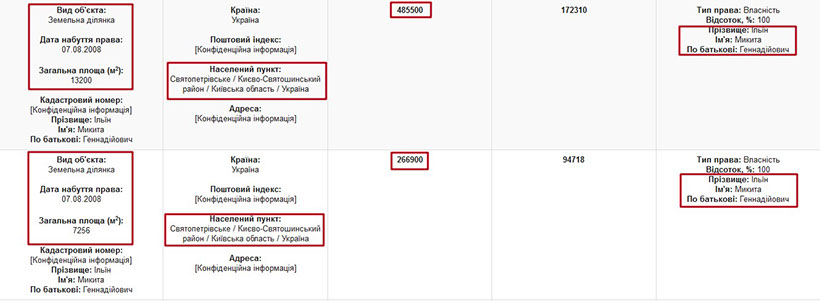 Вид об'єкта:
Земельна ділянка
Дата набуття права:
07.08.2008
Загальна площа (м²):
13200
Кадастровий номер:
[Конфіденційна інформація]
Прізвище: Ільін
Ім'я: Микита
По батькові: Геннадійович
Країна:
Україна
Поштовий індекс:
[Конфіденційна інформація]
Населений пункт:
Святопетрівське / Києво-Святошинський
район / Київська область / Україна
Адреса:
[Конфіденційна інформація]
485500
172310
Тип права: Власність
Відсоток, %: 100
Прізвище: Ільін
Ім'я: Микита
По батькові: Геннадійович
Вид об'єкта:
Земельна ділянка
Дата набуття права:
07.08.2008
Загальна площа (м²):
7256
Кадастровий номер:
[Конфіденційна інформація]
Прізвище: Ільін
Ім'я: Микита
По батькові: Геннадійович
Країна:
Україна
Поштовий індекс:
[Конфіденційна інформація]
Населений пункт:
Святопетрівське / Києво-Святошинський
район / Київська область / Україна
Адреса:
[Конфіденційна інформація]
266900
94718
Тип права: Власність
Відсоток, %: 100
Прізвище: Ільін
Ім'я: Микита
По батькові: Геннадійович